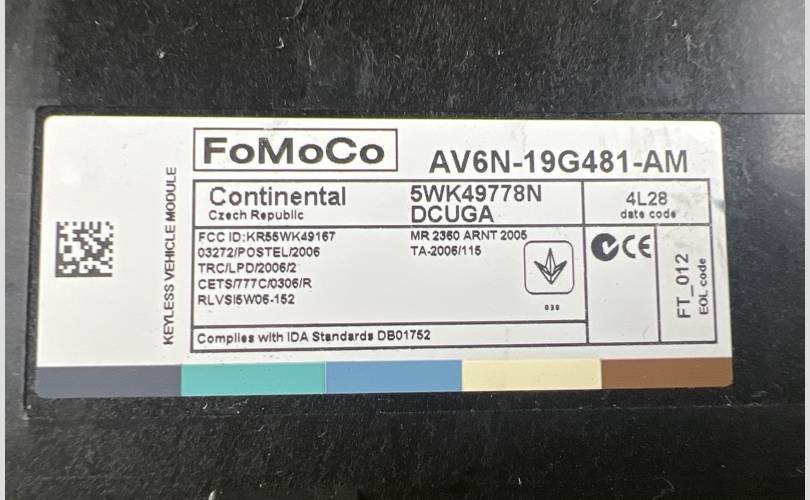 FoMoCo
AV6N-19G481-AM
KEYLESS VEHICLE MODULE
Continental
Czech Republic
5WK49778N
DCUGA
4L28
date code
FCC ID:KR55WK49167
03272/POSTEL/2006
TRC/LPD/2006/2
CETS/777C/0306/R
RLVSI5W06-152
MR 2360 ARNT 2005
TA-2006/115
030
CE
FT_012
EOL code
Complies with IDA Standards DB01752